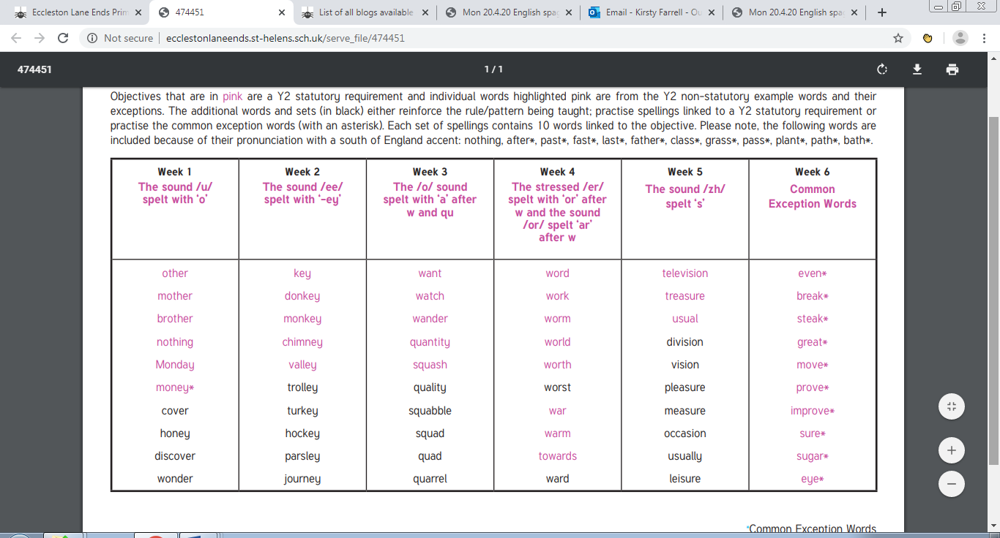 Eccleston Lane Ends Prim
474451
List of all blogs available
Mon 20.4.20 English spa
Email - Kirsty Farrell - Ou
Mon 20.4.20 English spa
Not secure | ecclestonlaneends.st-helens.sch.uk/serve_file/474451
474451
1 / 1
Objectives that are in pink are a Y2 statutory requirement and individual words highlighted pink are from the Y2 non-statutory example words and their
exceptions. The additional words and sets (in black) either reinforce the rule/pattern being taught; practise spellings linked to a Y2 statutory requirement or
practise the common exception words (with an asterisk). Each set of spellings contains 10 words linked to the objective. Please note, the following words are
included because of their pronunciation with a south of England accent: nothing, after*, past*, fast*, last*, father*, class*, grass*, pass*, plant*, path*, bath*.
Week 1
The sound /u/
spelt with ‘o’
other
mother
brother
nothing
Monday
money*
cover
honey
discover
wonder
Week 2
The sound /ee/
spelt with ‘-ey’
key
donkey
monkey
chimney
valley
trolley
turkey
hockey
parsley
journey
Week 3
The /o/ sound
spelt with ‘a’ after
w and qu
want
watch
wander
quantity
squash
quality
squabble
squad
quad
quarrel
Week 4
The stressed /er/
spelt with ‘or’ after
w and the sound
/or/ spelt ‘ar’
after w
word
work
worm
world
worth
worst
war
warm
towards
ward
Week 5
The sound /zh/
spelt ‘s’
television
treasure
usual
division
vision
pleasure
measure
occasion
usually
leisure
Week 6
Common
Exception Words
even*
break*
steak*
great*
move*
prove*
improve*
sure*
sugar*
eye*
*Common Exception Words